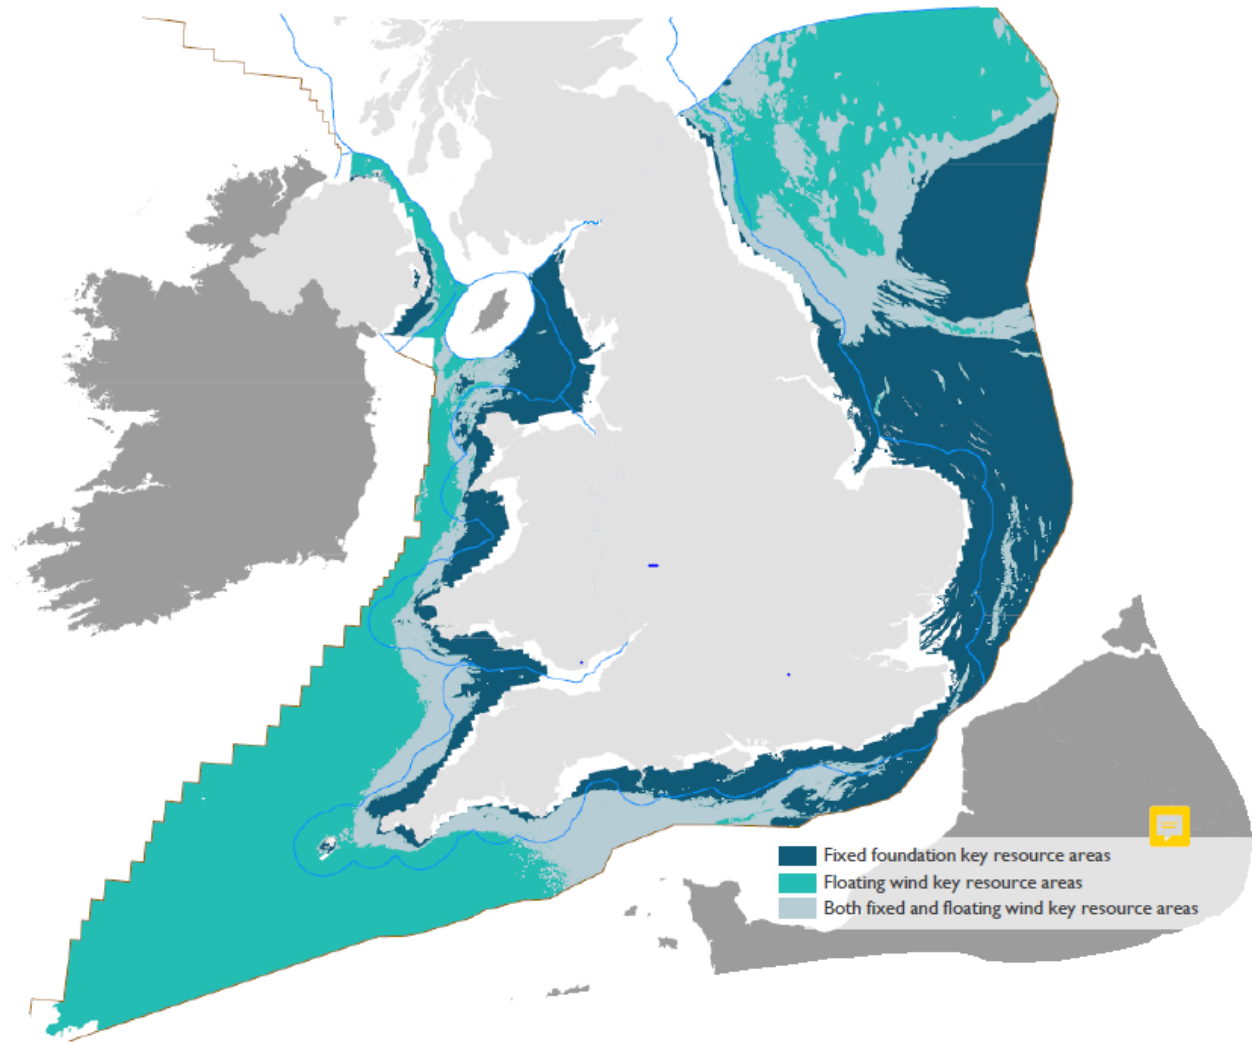 Fixed foundation key resource areas
Floating wind key resource areas
Both fixed and floating wind key resource areas